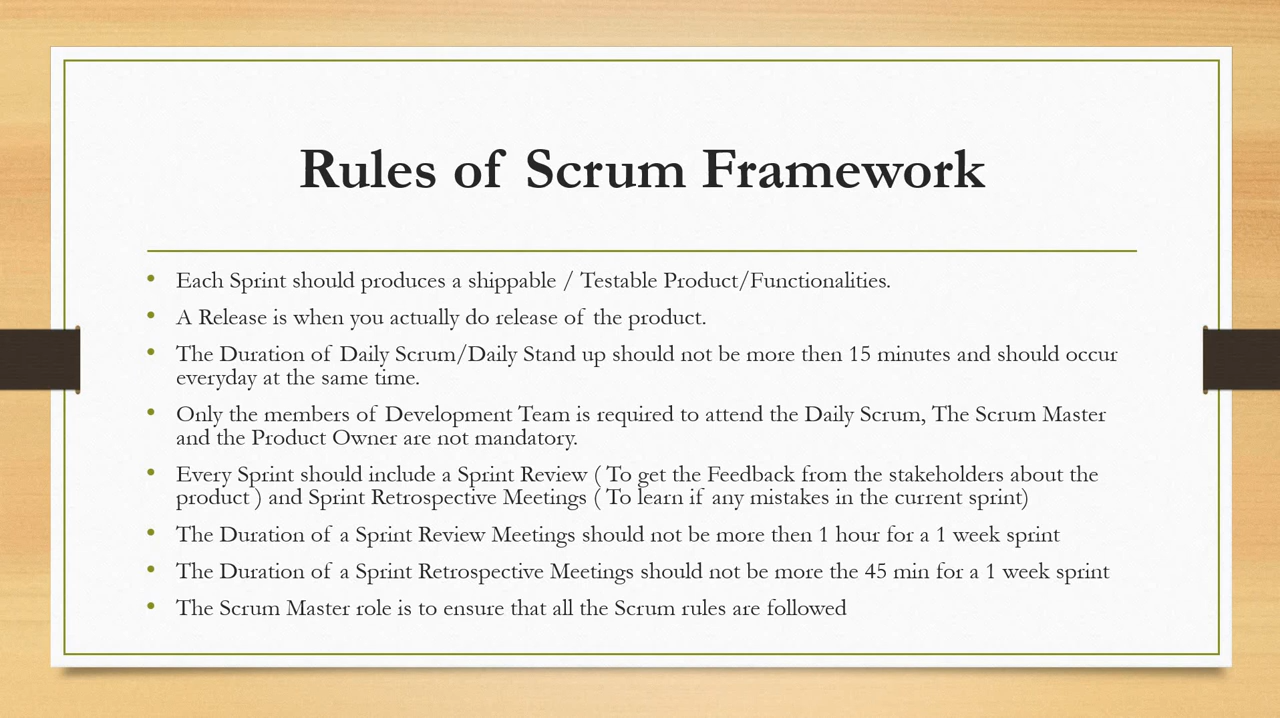 Rules of Scrum Framework
• Each Sprint should produces a shippable / Testable Product/Functionalities.
• A Release is when you actually do release of the product.
• The Duration of Daily Scrum/Daily Stand up should not be more then 15 minutes and should occur
everyday at the same time.
• Only the members of Development Team is required to attend the Daily Scrum, The Scrum Master
and the Product Owner are not mandatory.
• Every Sprint should include a Sprint Review ( To get the Feedback from the stakeholders about the
product ) and Sprint Retrospective Meetings ( To learn if any mistakes in the current sprint)
• The Duration of a Sprint Review Meetings should not be more then 1 hour for a 1 week sprint
• The Duration of a Sprint Retrospective Meetings should not be more the 45 min for a 1 week sprint
• The Scrum Master role is to ensure that all the Scrum rules are followed